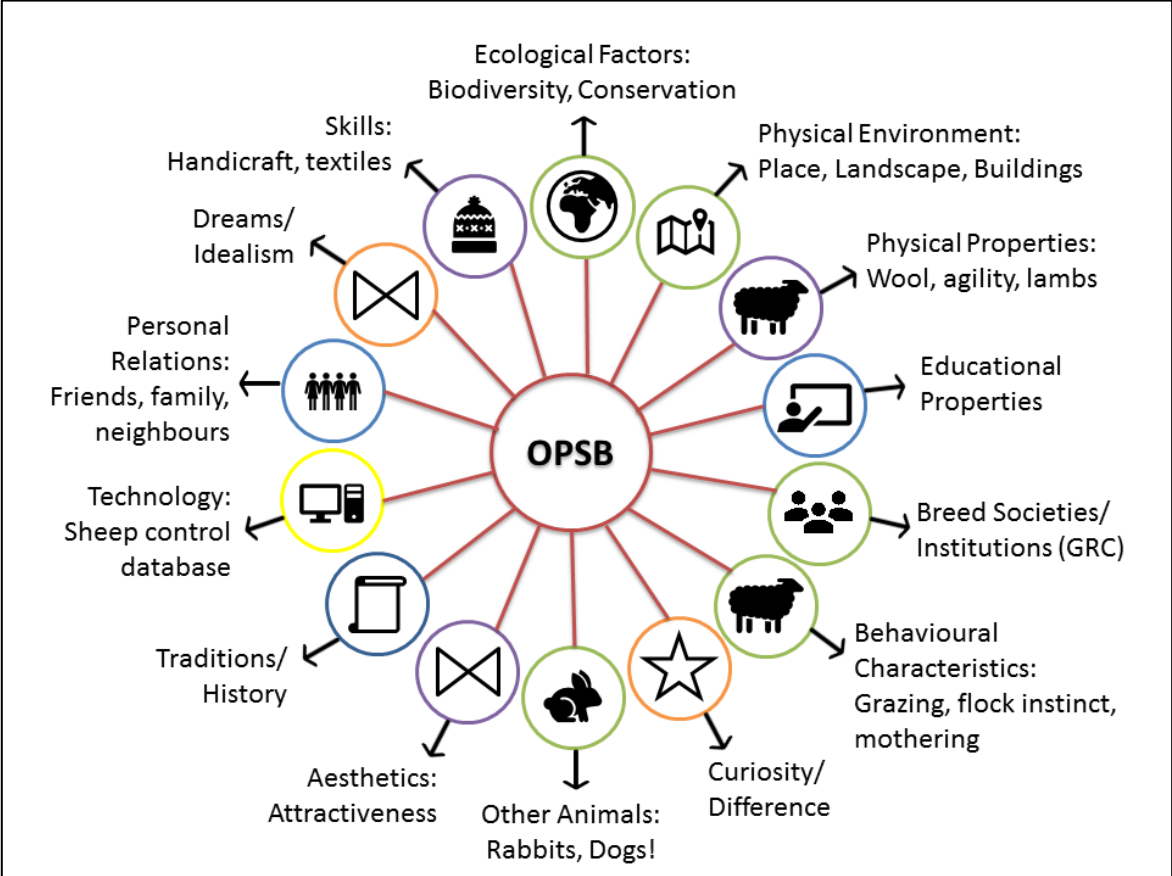 Ecological Factors:
Biodiversity, Conservation
Physical Environment:
Place, Landscape, Buildings
Physical Properties:
Wool, agility, lambs
Educational
Properties
Breed Societies/
Institutions (GRC)
Behavioural
Characteristics:
Grazing, flock instinct,
mothering
Curiosity/
Difference
Other Animals:
Rabbits, Dogs!
Aesthetics:
Attractiveness
Traditions/
History
Technology:
Sheep control
database
Personal
Relations:
Friends, family,
neighbours
Dreams/
Idealism
Skills:
Handicraft, textiles
OPSB